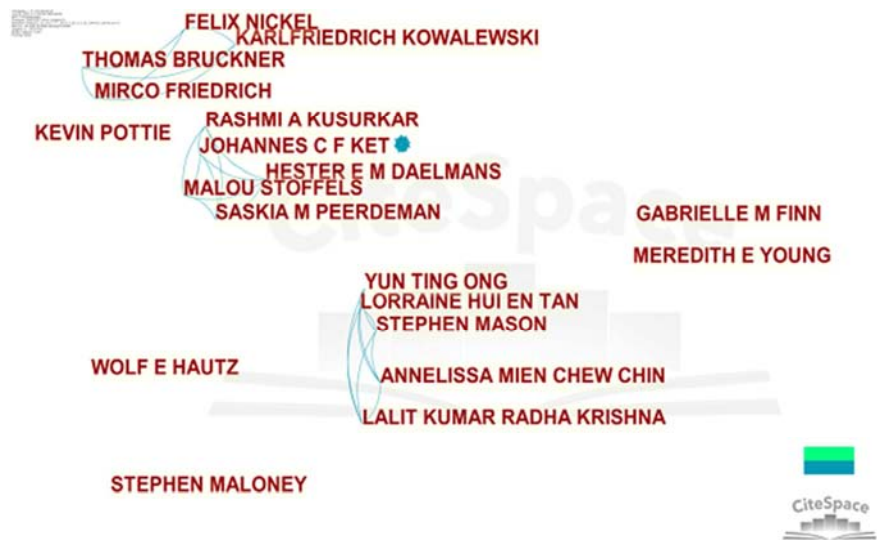 FELIX NICKEL
KARLFRIEDRICH KOWALEWSKI
THOMAS BRUCKNER
MIRCO FRIEDRICH
RASHMI A KUSURKAR
KEVIN POTTIE
JOHANNES C F KET
HESTER E M DAELMANS
MALOU STOFFELS
SASKIA M PEERDEMAN
GABRIELLE M FINN
MEREDITH E YOUNG
CiteSpace
YUN TING ONG
LORRAINE HUI EN TAN
STEPHEN MASON
WOLF E HAUTZ
ANNELISSA MIEN CHEW CHIN
LALIT KUMAR RADHA KRISHNA
STEPHEN MALONEY
CiteSpace